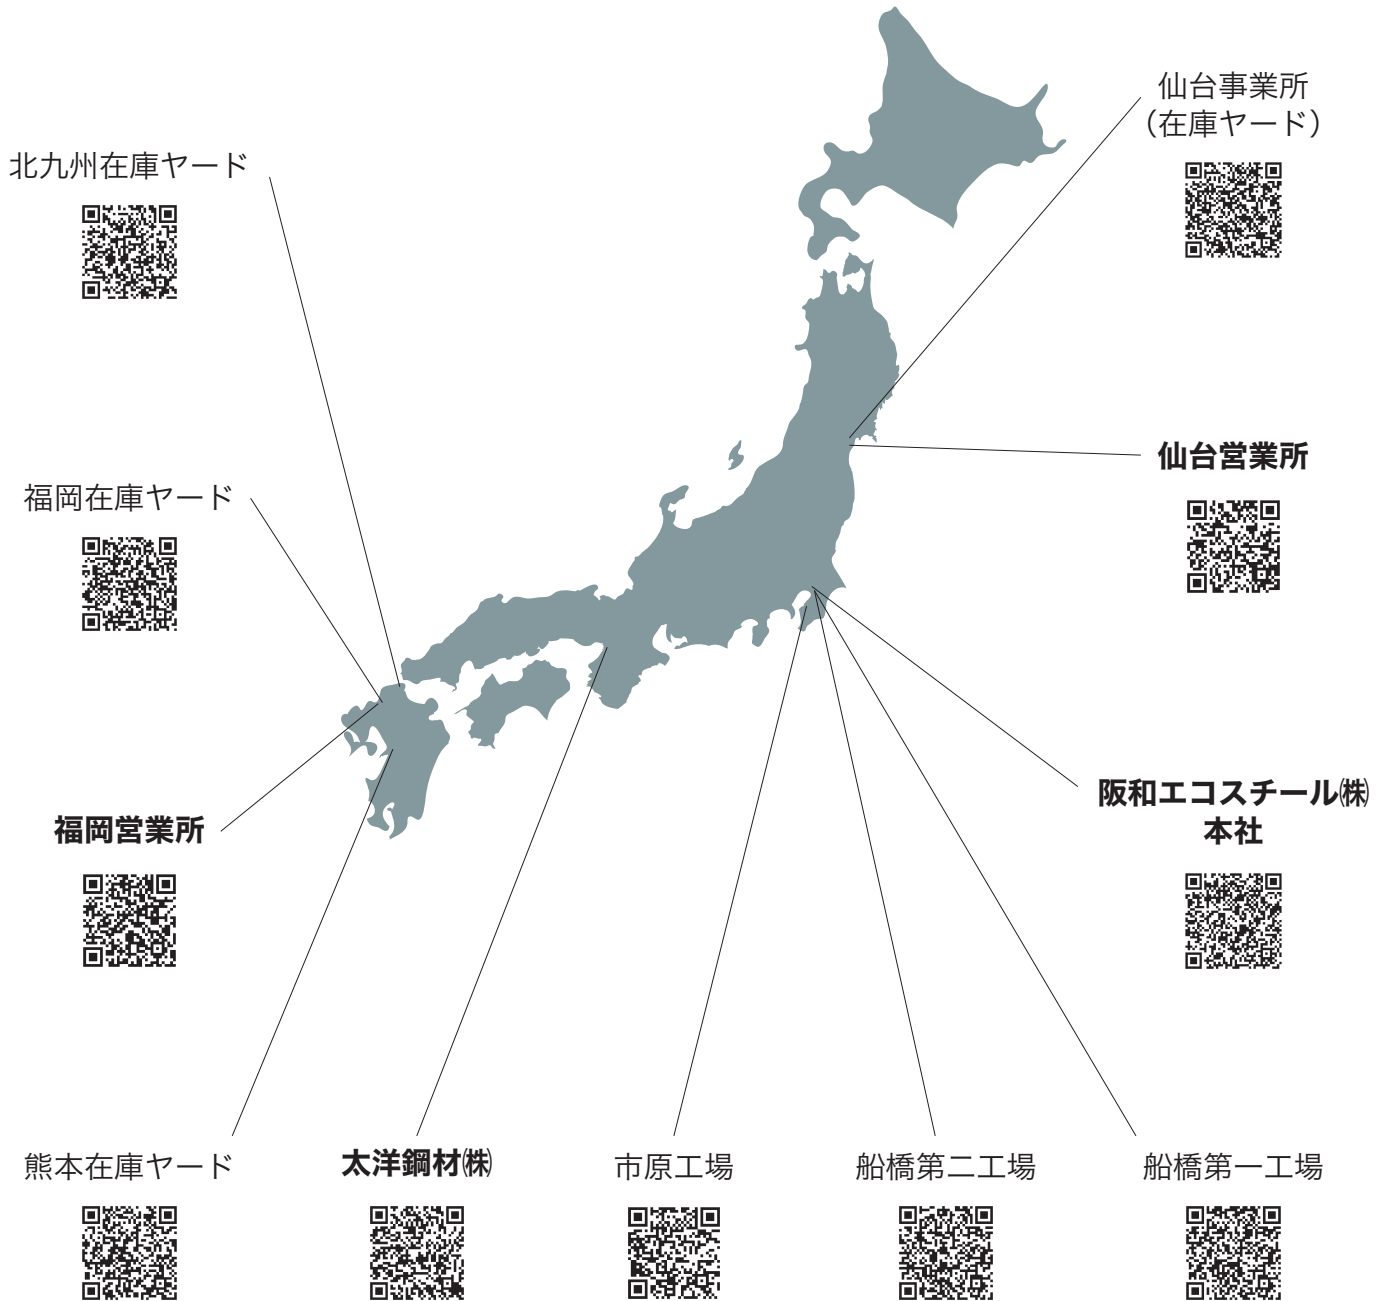 仙台事業所
（在庫ヤード）
北九州在庫ヤード
仙台営業所
福岡在庫ヤード
阪和エコスチール㈱
本社
福岡営業所
熊本在庫ヤード
太洋鋼材㈱
市原工場
船橋第二工場
船橋第一工場